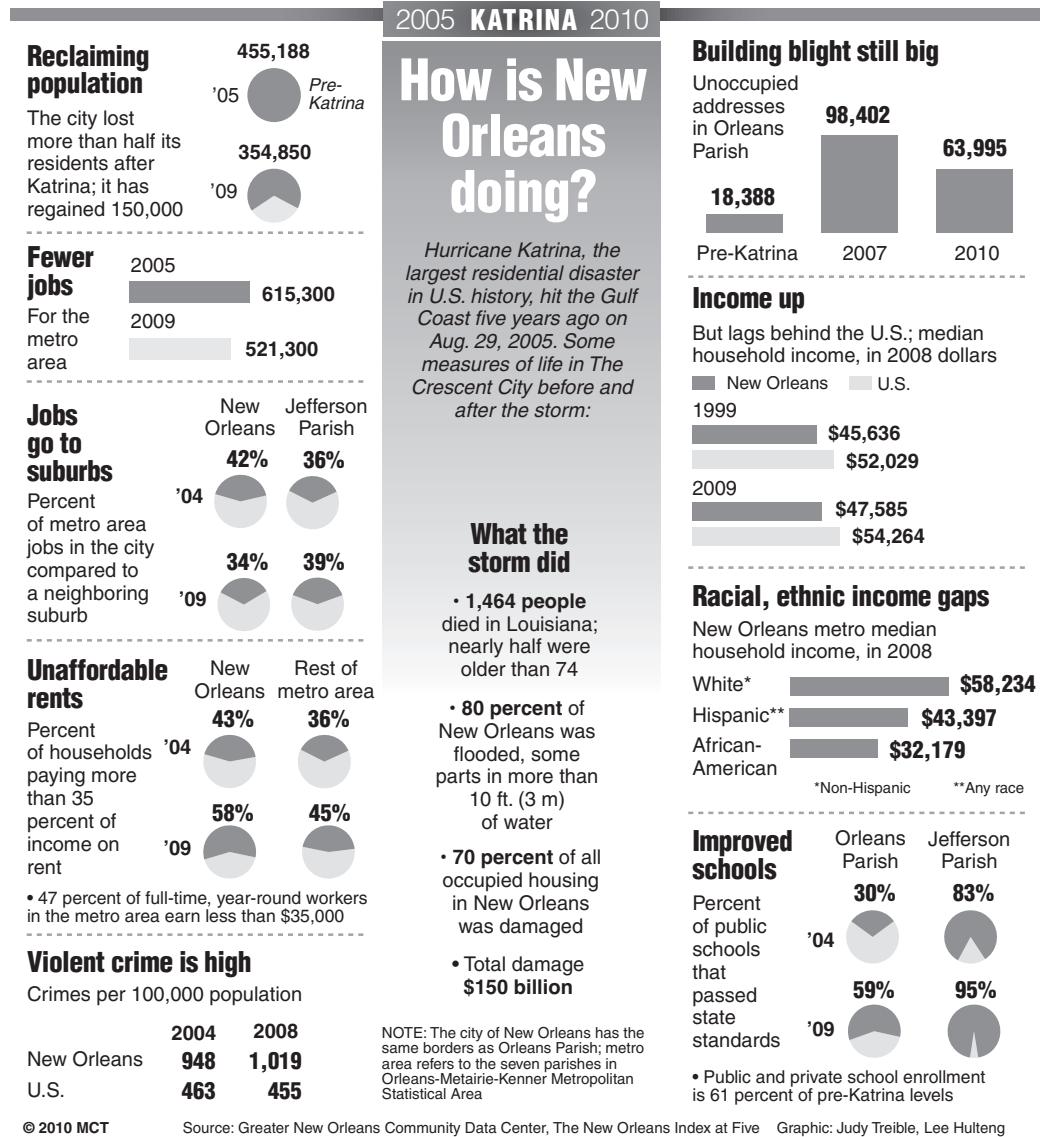 2005 KATRINA 2010
How is New
Orleans
doing?
Hurricane Katrina, the
largest residential disaster
in U.S. history, hit the Gulf
Coast five years ago on
Aug. 29, 2005. Some
measures of life in The
Crescent City before and
after the storm:
Reclaiming
population
The city lost
more than half its
residents after
Katrina; it has
regained 150,000
455,188
'05
Pre-
Katrina
354,850
'09
Fewer
jobs
For the
metro
area
2005
615,300
2009
521,300
Jobs
go to
suburbs
Percent
of metro area
jobs in the city
compared to
a neighboring
suburb
New
Orleans
Jefferson
Parish
42%
36%
'04
34%
39%
'09
Unaffordable
rents
Percent
of households
paying more
than 35
percent of
income on
rent
New
Orleans
Rest of
metro area
43%
36%
'04
58%
45%
'09
• 47 percent of full-time, year-round workers
in the metro area earn less than $35,000
Violent crime is high
Crimes per 100,000 population
2004 2008
New Orleans 948 1,019
U.S. 463 455
What the
storm did
• 1,464 people
died in Louisiana;
nearly half were
older than 74
• 80 percent of
New Orleans was
flooded, some
parts in more than
10 ft. (3 m)
of water
• 70 percent of all
occupied housing
in New Orleans
was damaged
• Total damage
$150 billion
NOTE: The city of New Orleans has the
same borders as Orleans Parish; metro
area refers to the seven parishes in
Orleans-Metairie-Kenner Metropolitan
Statistical Area
Building blight still big
Unoccupied
addresses
in Orleans
Parish
18,388
98,402
63,995
Pre-Katrina 2007 2010
Income up
But lags behind the U.S.; median
household income, in 2008 dollars
New Orleans U.S.
1999
$45,636
$52,029
2009
$47,585
$54,264
Racial, ethnic income gaps
New Orleans metro median
household income, in 2008
White* $58,234
Hispanic** $43,397
African-
American
$32,179
*Non-Hispanic **Any race
Improved
schools
Percent
of public
schools
that
passed
state
standards
Orleans
Parish
Jefferson
Parish
30%
83%
'04
59%
95%
'09
• Public and private school enrollment
is 61 percent of pre-Katrina levels
© 2010 MCT
Source: Greater New Orleans Community Data Center, The New Orleans Index at Five Graphic: Judy Treible, Lee Hulteng